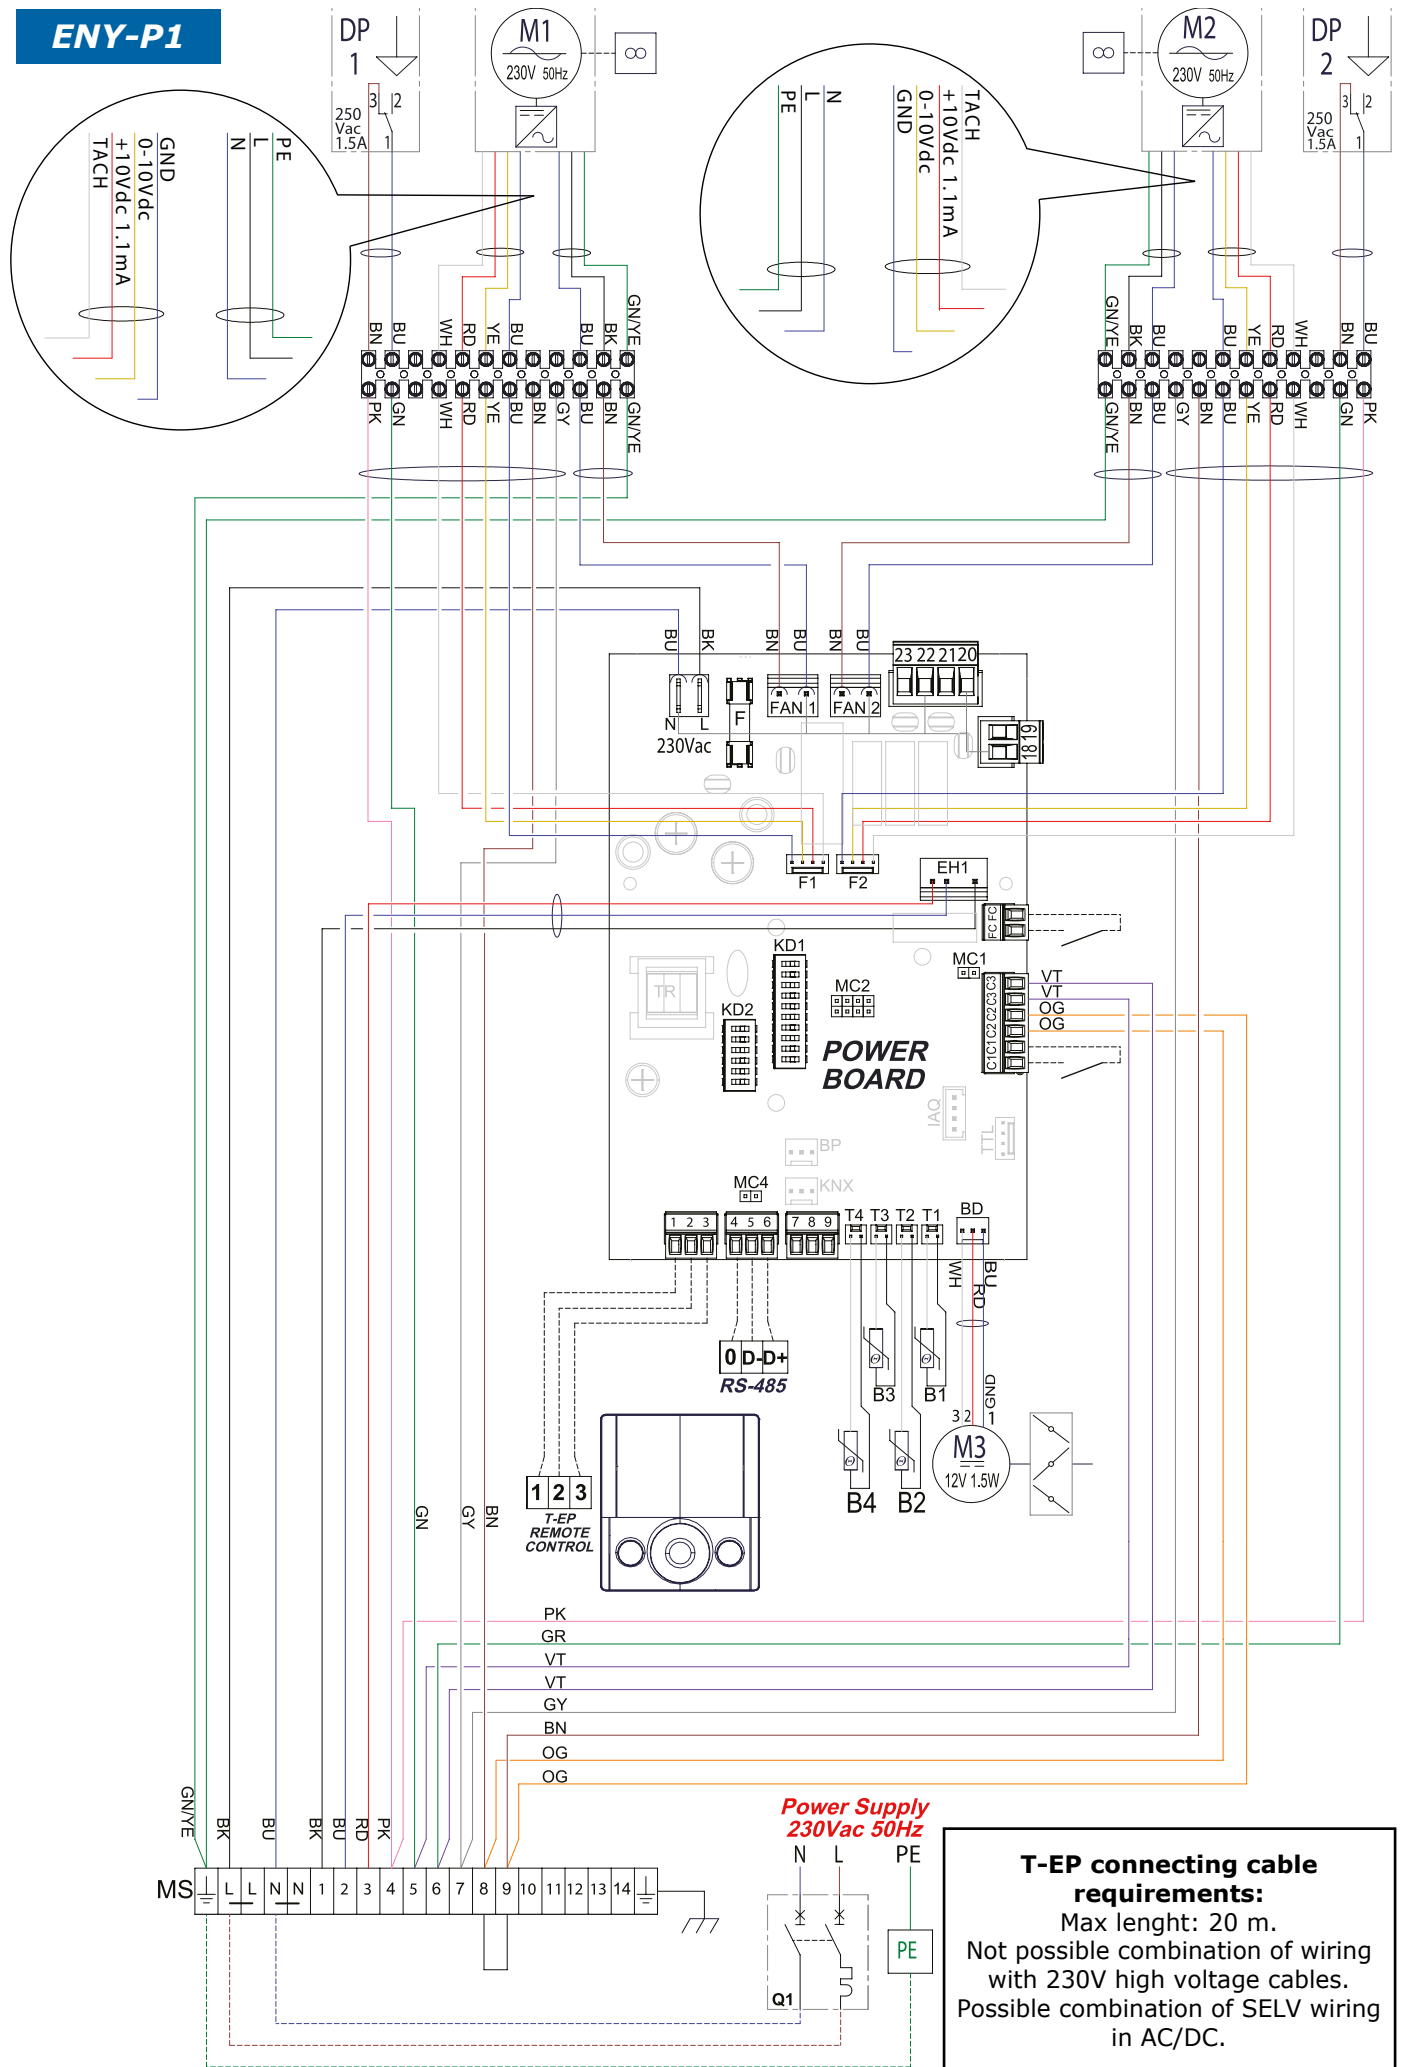 ENY-P1
DP
1
3
2
250
Vac
1.5A
1
M1
230V 50Hz
8
8
M2
230V 50Hz
DP
2
3
2
250
Vac
1.5A
1
TACH
+10Vdc 1.1mA
0-10Vdc
GND
N
L
PE
PE
L
N
GND
0-10Vdc
+10Vdc 1.1mA
TACH
BN
BU
WH
RD
YE
BU
BU
BK
GN/YE
GN/YE
BK
BU
BU
YE
RD
WH
BN
BU
PK
GN
WH
RD
YE
BU
BN
GY
BU
BN
GN/YE
GN/YE
BN
BU
GY
BN
BU
YE
RD
WH
GN
PK
BU
BK
BN
BU
BN
BU
23 22 21 20
N
L
230Vac
F
FAN 1
FAN 2
18 19
F1
F2
EH1
FC FC
KD1
MC1
MC2
TR
KD2
C1 C1 C2 C2 C3 C3
VT
VT
OG
OG
POWER
BOARD
IAQ
TTL
BP
KNX
MC4
1 2 3
4 5 6
7 8 9
T4 T3 T2 T1
BD
WH
RD
BU
0 D- D+
RS-485
B3
B1
GND
3 2 1
M3
12V 1.5W
B4
B2
1 2 3
T-EP
REMOTE
CONTROL
GN
GY
BN
PK
GR
VT
VT
GY
BN
OG
OG
GN/YE
BK
BU
BK
BU
RD
PK
MS
L L N N 1 2 3 4 5 6 7 8 9 10 11 12 13 14
Power Supply
230Vac 50Hz
N
L
PE
PE
Q1
T-EP connecting cable
requirements:
Max lenght: 20 m.
Not possible combination of wiring
with 230V high voltage cables.
Possible combination of SELV wiring
in AC/DC.